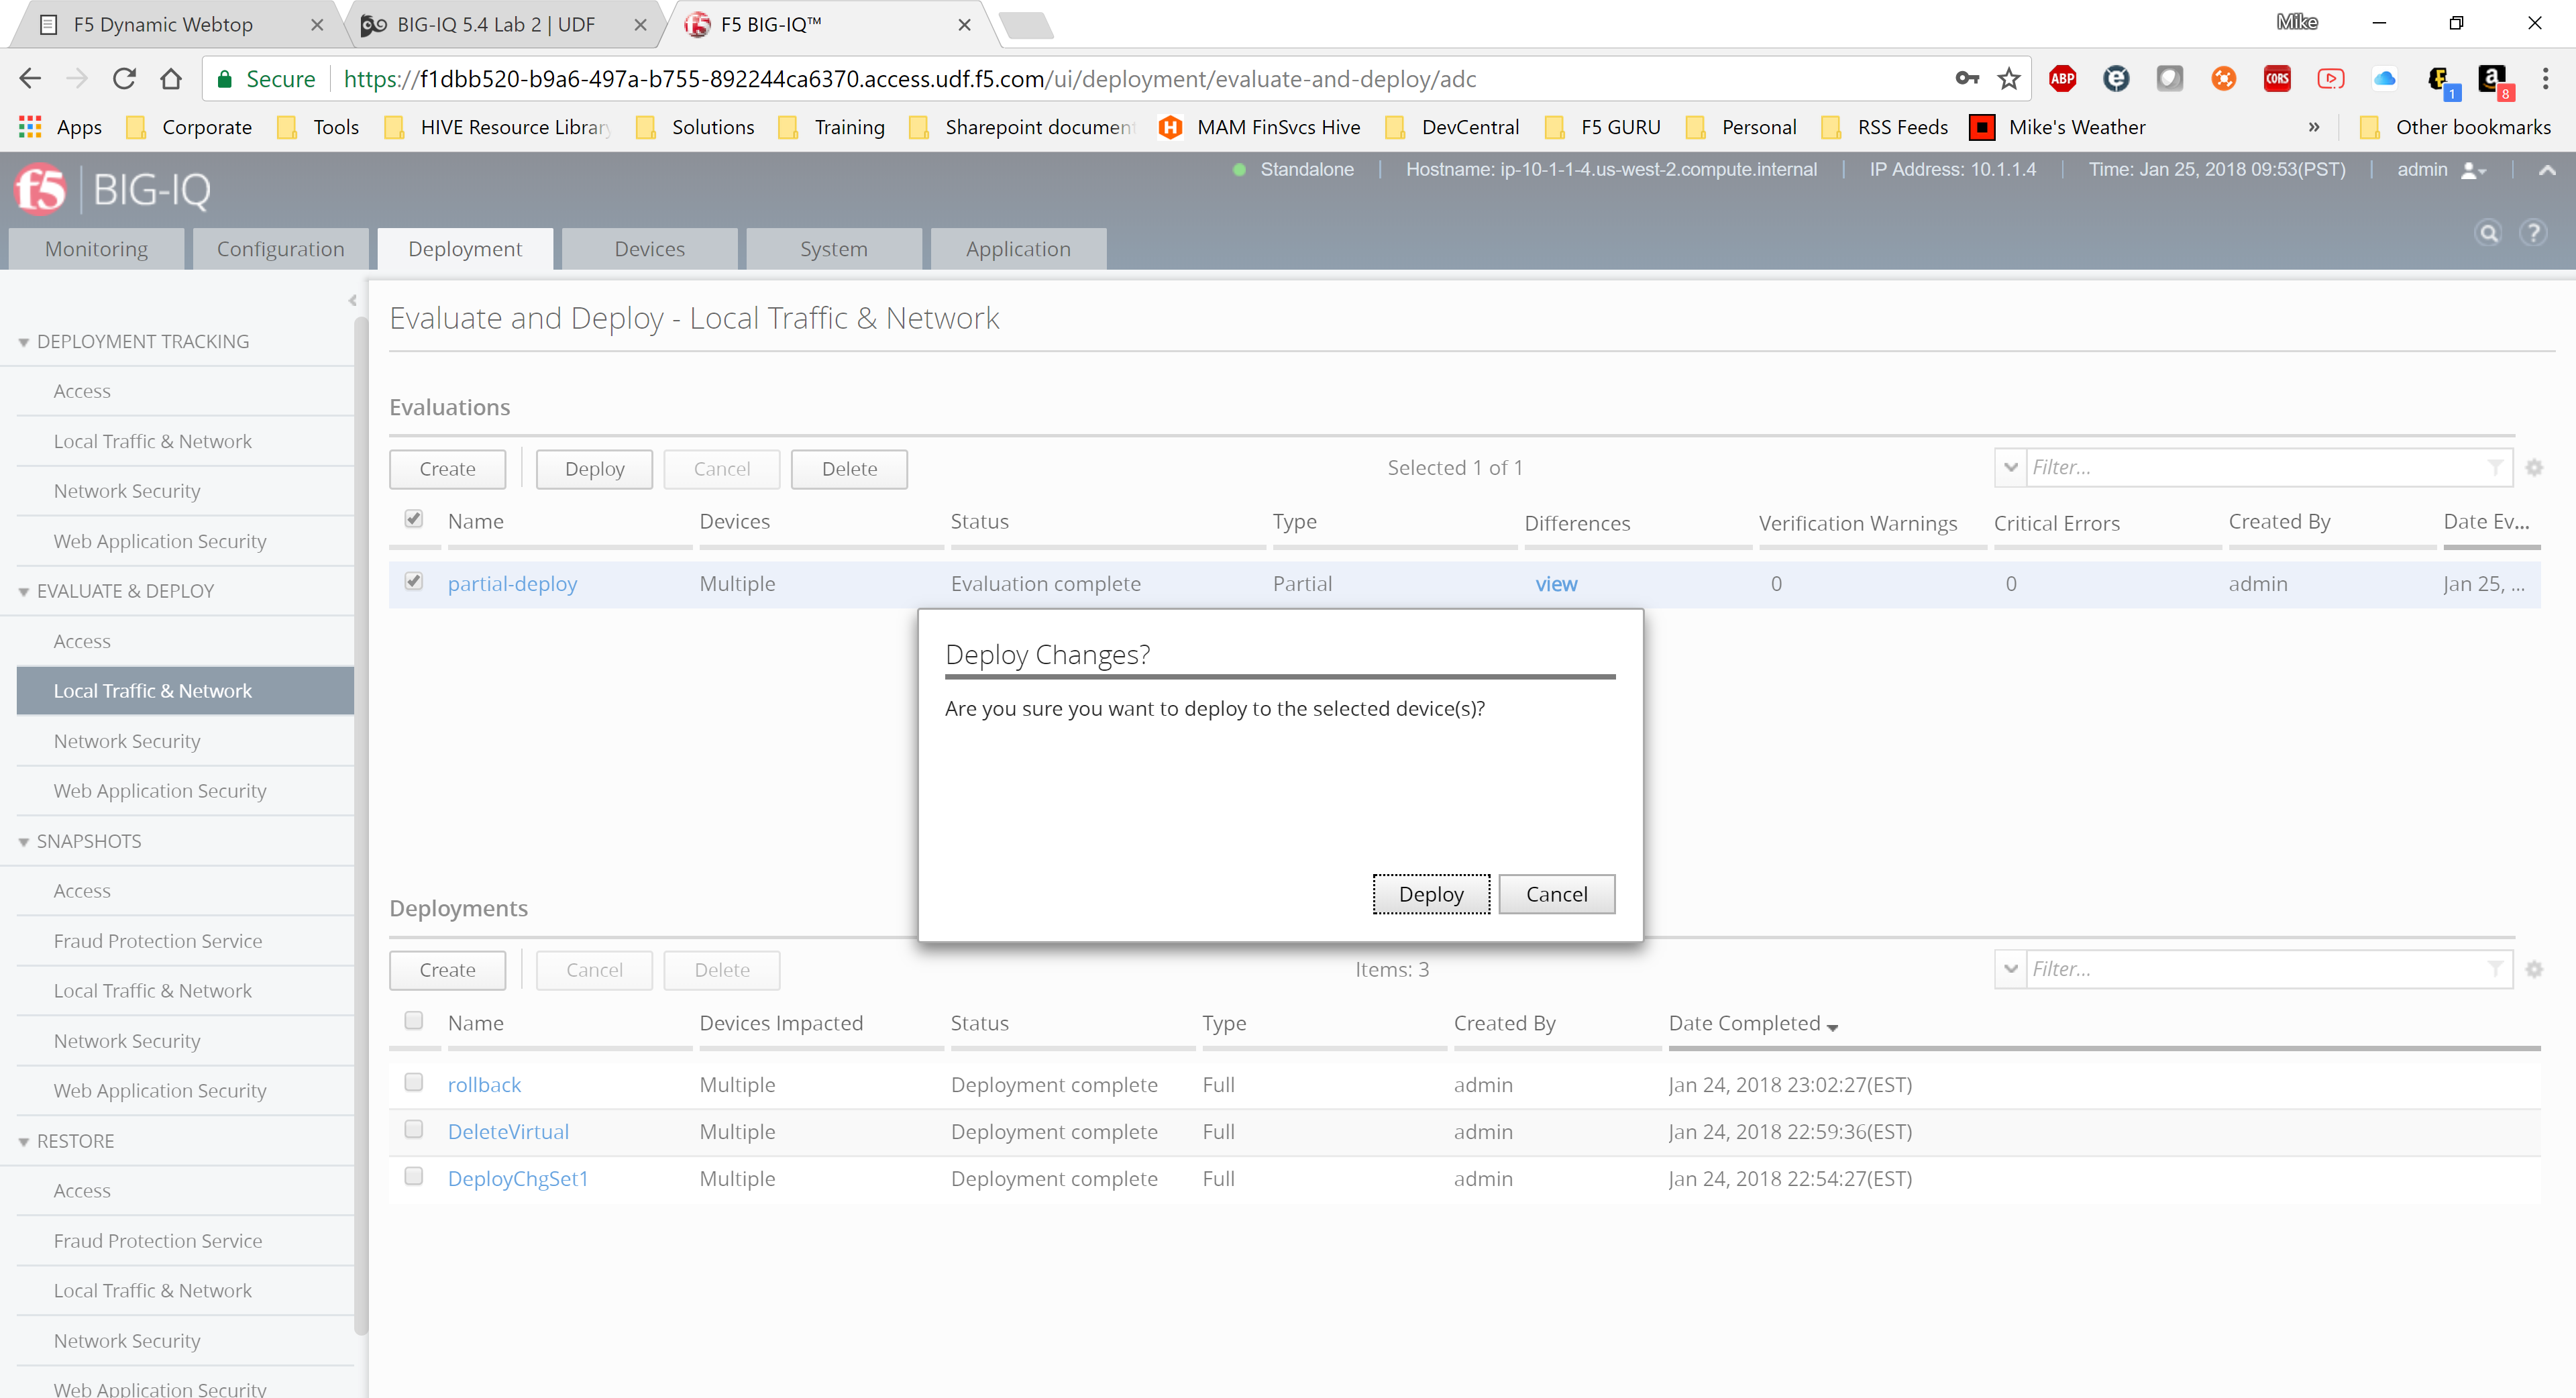 F5 Dynamic Webtop
BIG-IQ 5.4 Lab 2 | UDF
F5 BIG-IQ™
Mike
Secure
https://f1dbb520-b9a6-497a-b755-892244ca6370.access.udf.f5.com/ui/deployment/evaluate-and-deploy/adc
ABP
CORS
1
a
8
Apps
Corporate
Tools
HIVE Resource Library
Solutions
Training
Sharepoint document
MAM FinSvcs Hive
DevCentral
F5 GURU
Personal
RSS Feeds
Mike's Weather
»
Other bookmarks
f5 BIG-IQ
Standalone
Hostname: ip-10-1-1-4.us-west-2.compute.internal
IP Address: 10.1.1.4
Time: Jan 25, 2018 09:53(PST)
admin
Monitoring
Configuration
Deployment
Devices
System
Application
DEPLOYMENT TRACKING
Access
Local Traffic & Network
Network Security
Web Application Security
EVALUATE & DEPLOY
Access
Local Traffic & Network
Network Security
Web Application Security
SNAPSHOTS
Access
Fraud Protection Service
Local Traffic & Network
Network Security
Web Application Security
RESTORE
Access
Fraud Protection Service
Local Traffic & Network
Network Security
Web Application Security
Evaluate and Deploy - Local Traffic & Network
Evaluations
Create Deploy Cancel Delete
Selected 1 of 1
Filter...
Name Devices Status Type Differences Verification Warnings Critical Errors Created By Date Ev...
partial-deploy Multiple Evaluation complete Partial view 0 0 admin Jan 25, ...
Deploy Changes?
Are you sure you want to deploy to the selected device(s)?
Deploy Cancel
Deployments
Create Cancel Delete
Items: 3
Filter...
Name Devices Impacted Status Type Created By Date Completed
rollback Multiple Deployment complete Full admin Jan 24, 2018 23:02:27(EST)
DeleteVirtual Multiple Deployment complete Full admin Jan 24, 2018 22:59:36(EST)
DeployChgSet1 Multiple Deployment complete Full admin Jan 24, 2018 22:54:27(EST)